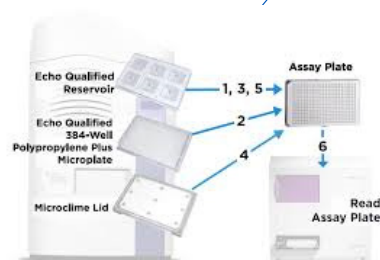 Echo Qualified
Reservoir
1, 3, 5
Assay Plate
Echo Qualified
384-Well
Polypropylene Plus
Microplate
2
4
6
Microclime Lid
Read
Assay Plate